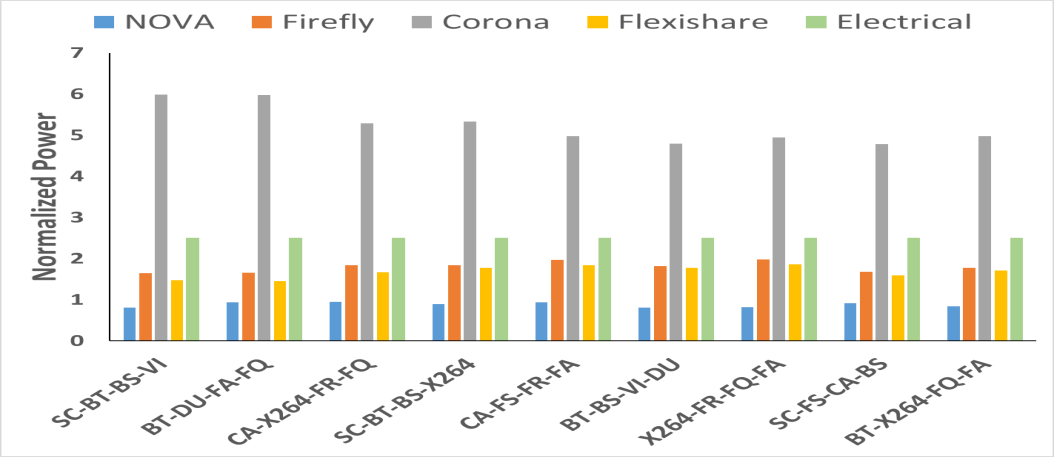 NOVA Firefly Corona Flexishare Electrical
Normalized Power
7
6
5
4
3
2
1
0
SC-BT-BS-VI
BT-DU-FA-FQ
CA-X264-FR-FQ
SC-BT-BS-X264
CA-FS-FR-FA
BT-BS-VI-DU
X264-FR-FQ-FA
SC-FS-CA-BS
BT-X264-FQ-FA